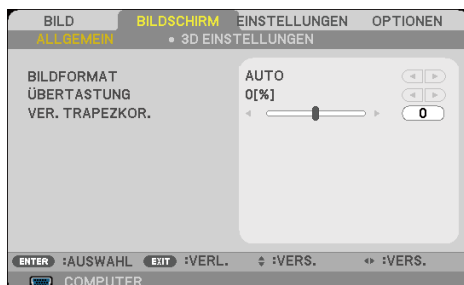 BILD BILDSCHIRM EINSTELLUNGEN OPTIONEN
ALLGEMEIN • 3D EINSTELLUNGEN
BILDFORMAT AUTO
ÜBERTASTUNG 0[%]
VER. TRAPEZKOR. 0
ENTER :AUSWAHL EXIT :VERL. :VERS. :VERS.
COMPUTER